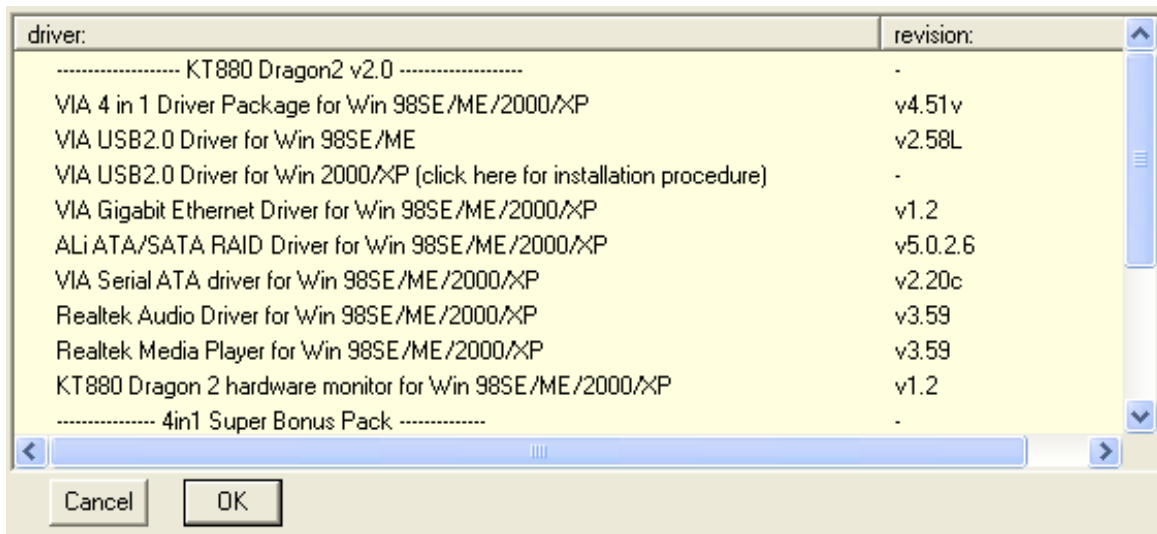 driver: revision:
-------------------- KT880 Dragon2 v2.0 -------------------- -
VIA 4 in 1 Driver Package for Win 98SE/ME/2000/XP v4.51v
VIA USB2.0 Driver for Win 98SE/ME v2.58L
VIA USB2.0 Driver for Win 2000/XP (click here for installation procedure) -
VIA Gigabit Ethernet Driver for Win 98SE/ME/2000/XP v1.2
ALi ATA/SATA RAID Driver for Win 98SE/ME/2000/XP v5.0.2.6
VIA Serial ATA driver for Win 98SE/ME/2000/XP v2.20c
Realtek Audio Driver for Win 98SE/ME/2000/XP v3.59
Realtek Media Player for Win 98SE/ME/2000/XP v3.59
KT880 Dragon 2 hardware monitor for Win 98SE/ME/2000/XP v1.2
---------------- 4in1 Super Bonus Pack -------------- -
Cancel OK